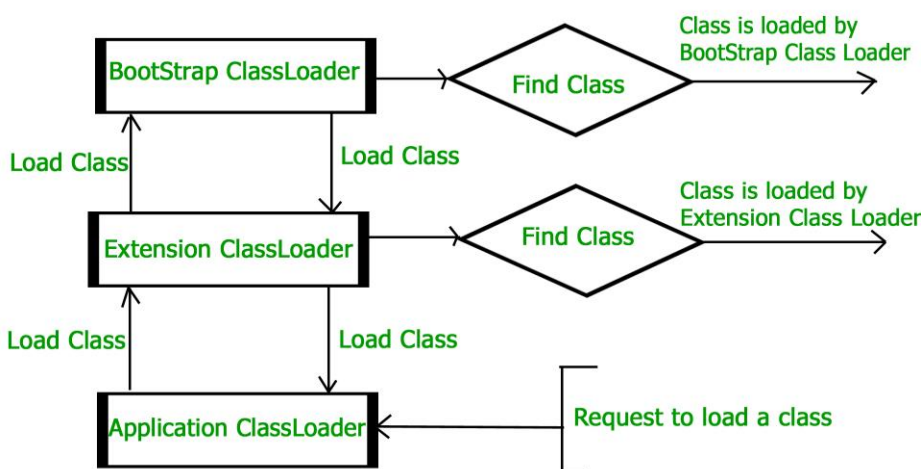 Class is loaded by
BootStrap Class Loader
BootStrap ClassLoader
Find Class
Load Class
Load Class
Class is loaded by
Extension Class Loader
Extension ClassLoader
Find Class
Load Class
Load Class
Request to load a class
Application ClassLoader